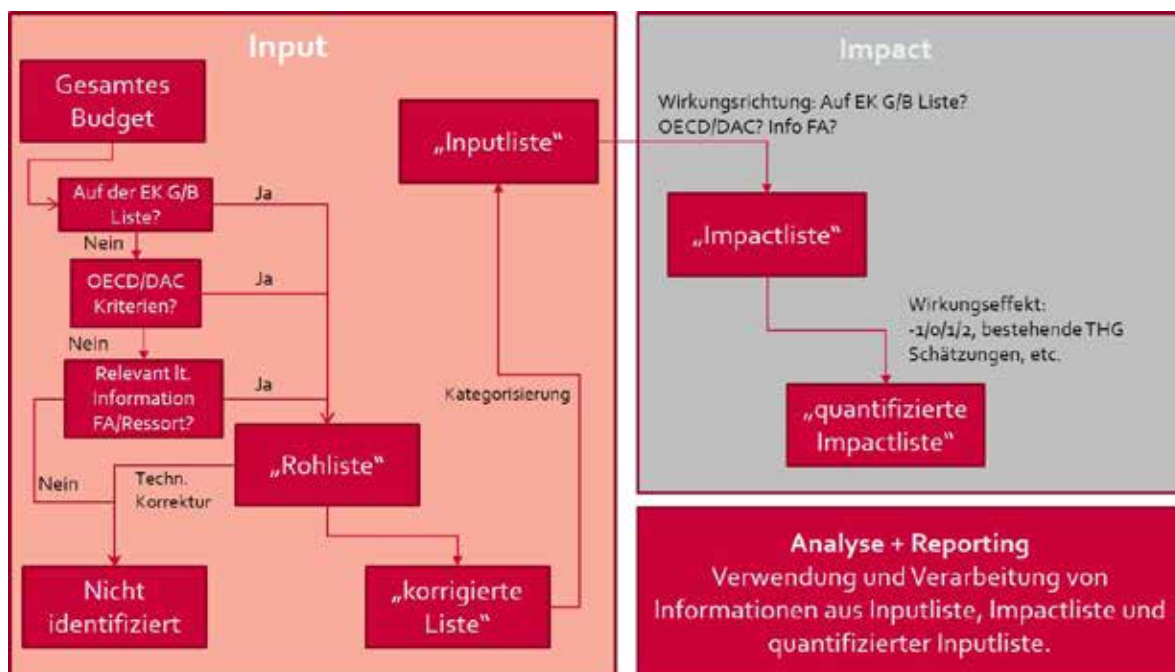 Input
Gesamtes
Budget
Auf der EK G/B
Liste?
Ja
Nein
OECD/DAC
Kriterien?
Ja
Nein
Relevant lt.
Information
FA/Ressort?
Ja
Nein
„Rohliste“
Techn.
Korrektur
Nicht
identifiziert
„korrigierte
Liste“
Kategorisierung
„Inputliste“
Impact
Wirkungsrichtung: Auf EK G/B Liste?
OECD/DAC? Info FA?
„Impactliste“
Wirkungseffekt:
-1/0/1/2, bestehende THG
Schätzungen, etc.
„quantifizierte
Impactliste“
Analyse + Reporting
Verwendung und Verarbeitung von
Informationen aus Inputliste, Impactliste und
quantifizierter Inputliste.